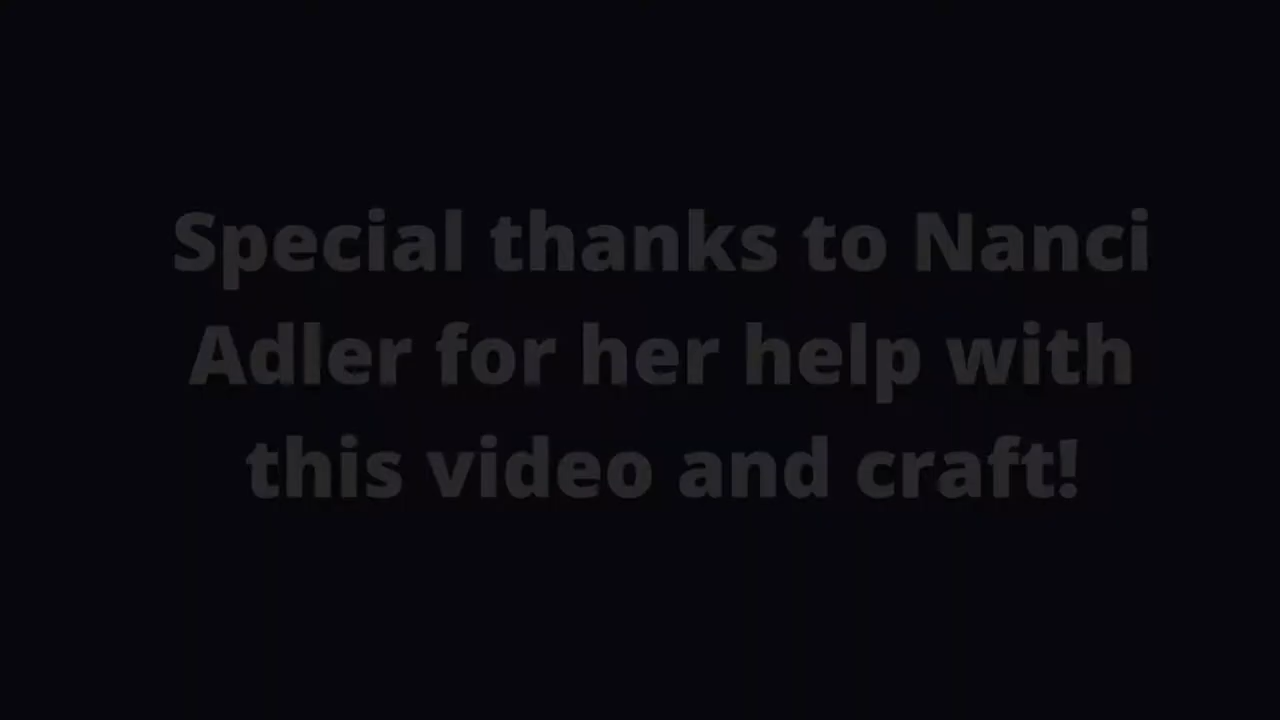 Special thanks to Nanci
Adler for her help with
this video and craft!